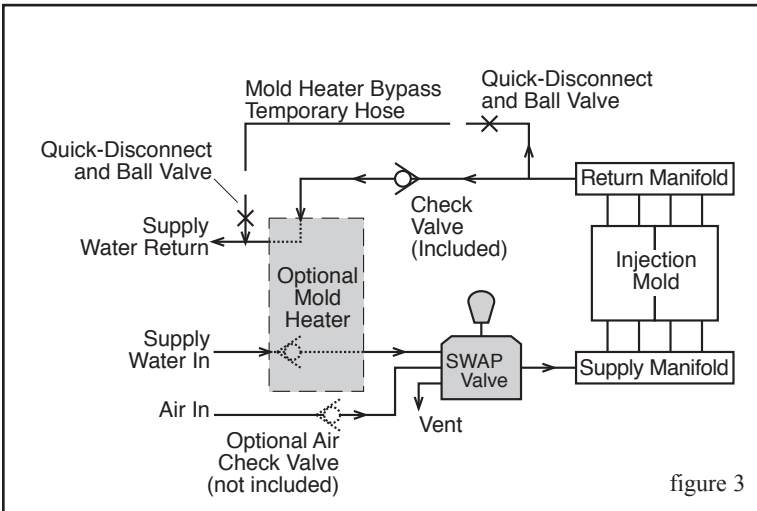 Mold Heater Bypass
Temporary Hose
Quick-Disconnect
and Ball Valve
Quick-Disconnect
and Ball Valve
Return Manifold
Check
Valve
(Included)
Supply
Water Return
Injection
Mold
Optional
Mold
Heater
Supply
Water In
SWAP
Valve
Supply Manifold
Air In
Vent
Optional Air
Check Valve
(not included)
figure 3